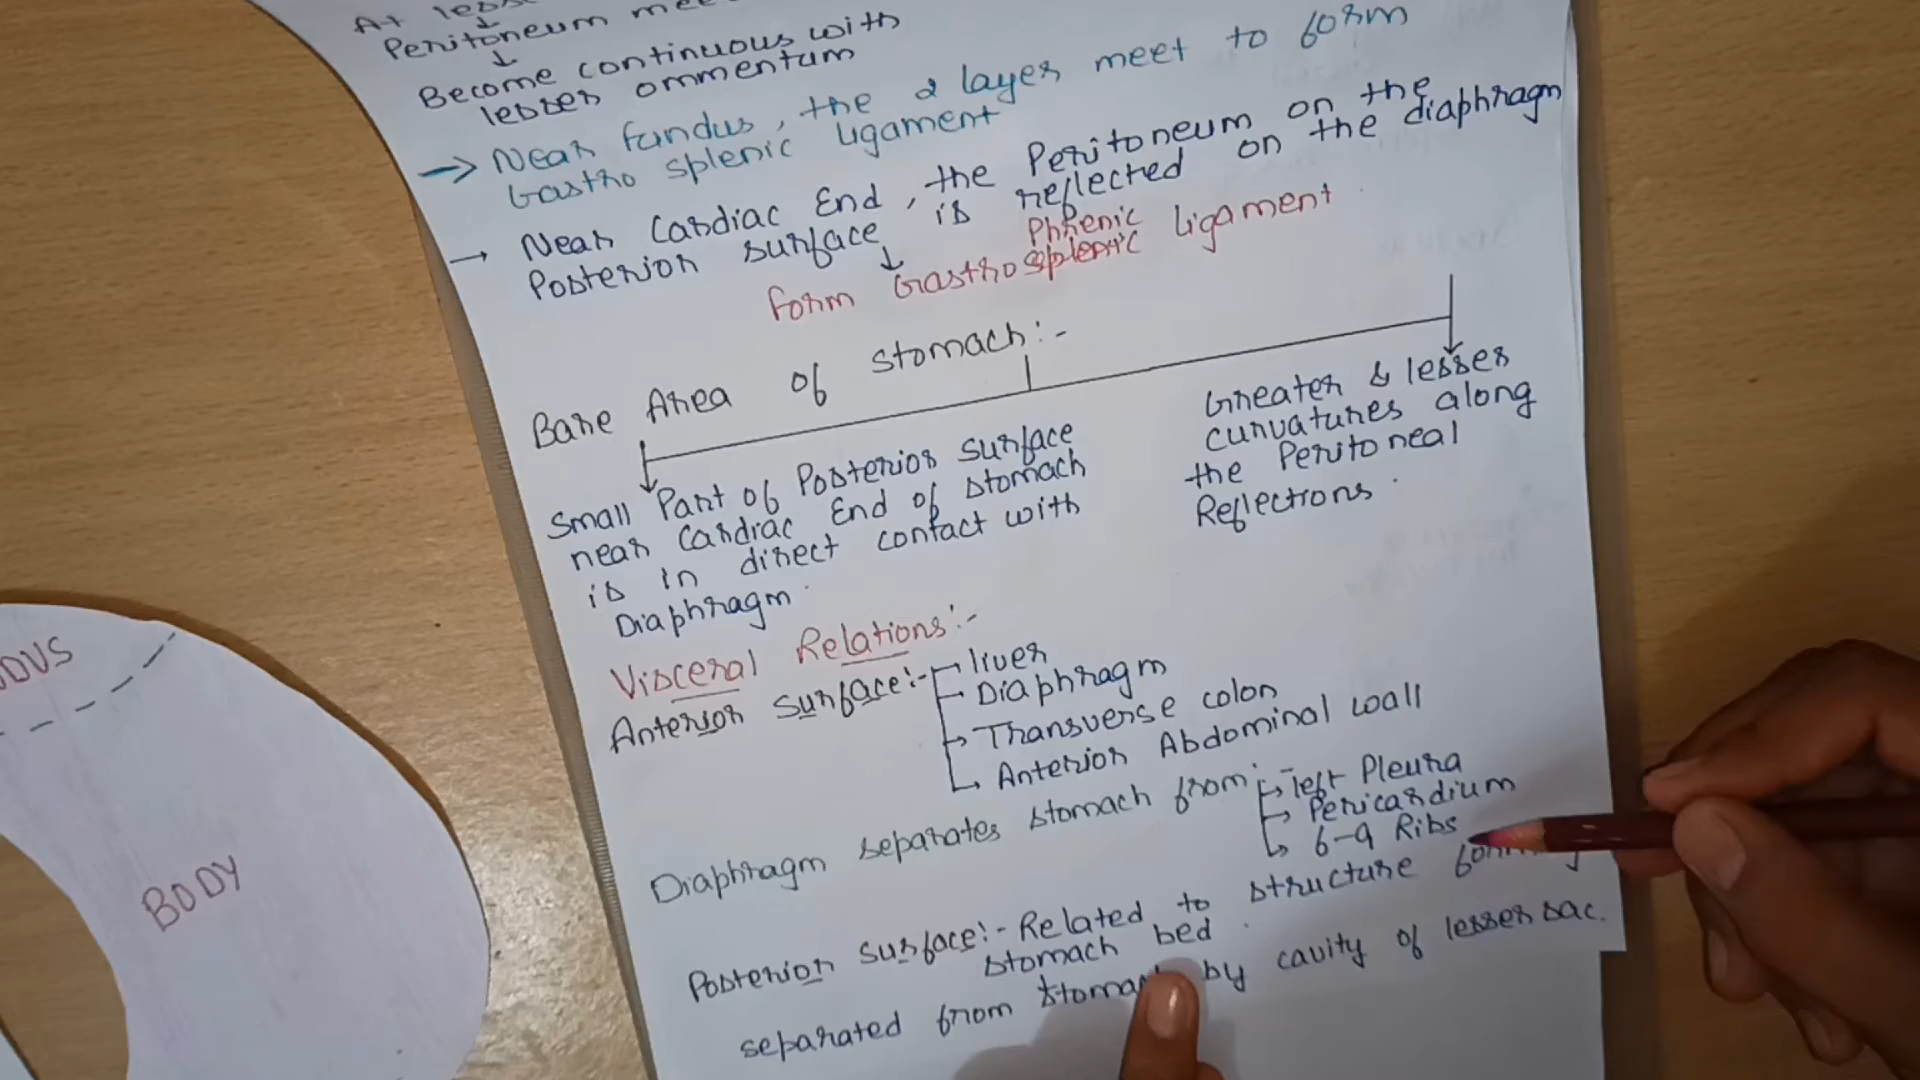 At
Peritoneum
Become continuous with
lesser ommentum
→ Near fundus, the 2 layer meet to form
Gastro splenic ligament
→ Near Cardiac End, the Peritoneum on the
Posterior surface is reflected on the diaphragm
↓
Phrenic
form Gastro splenic ligament
Bare Area of stomach:-
Small Part of Posterior surface
near Cardiac End of stomach
is in direct contact with
Diaphragm.
Greater & lesser
curvatures along
the Peritoneal
Reflections.
Visceral Relations:-
Anterior surface:- liver
Diaphragm
Transverse colon
Anterior Abdominal wall
Diaphragm separates stomach from: left Pleura
Pericardium
6-9 Ribs
Posterior surface:- Related to structure
stomach bed.
separated from by cavity of lesser sac.
BODY